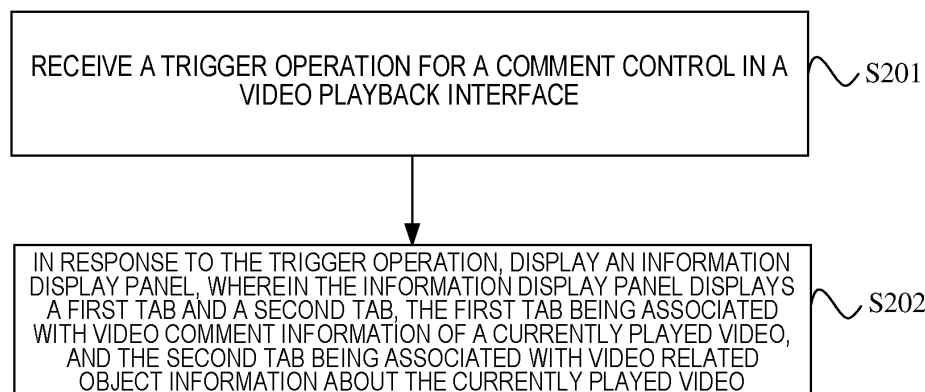 RECEIVE A TRIGGER OPERATION FOR A COMMENT CONTROL IN A
VIDEO PLAYBACK INTERFACE
S201
IN RESPONSE TO THE TRIGGER OPERATION, DISPLAY AN INFORMATION
DISPLAY PANEL, WHEREIN THE INFORMATION DISPLAY PANEL DISPLAYS
A FIRST TAB AND A SECOND TAB, THE FIRST TAB BEING ASSOCIATED
WITH VIDEO COMMENT INFORMATION OF A CURRENTLY PLAYED VIDEO,
AND THE SECOND TAB BEING ASSOCIATED WITH VIDEO RELATED
OBJECT INFORMATION ABOUT THE CURRENTLY PLAYED VIDEO
S202